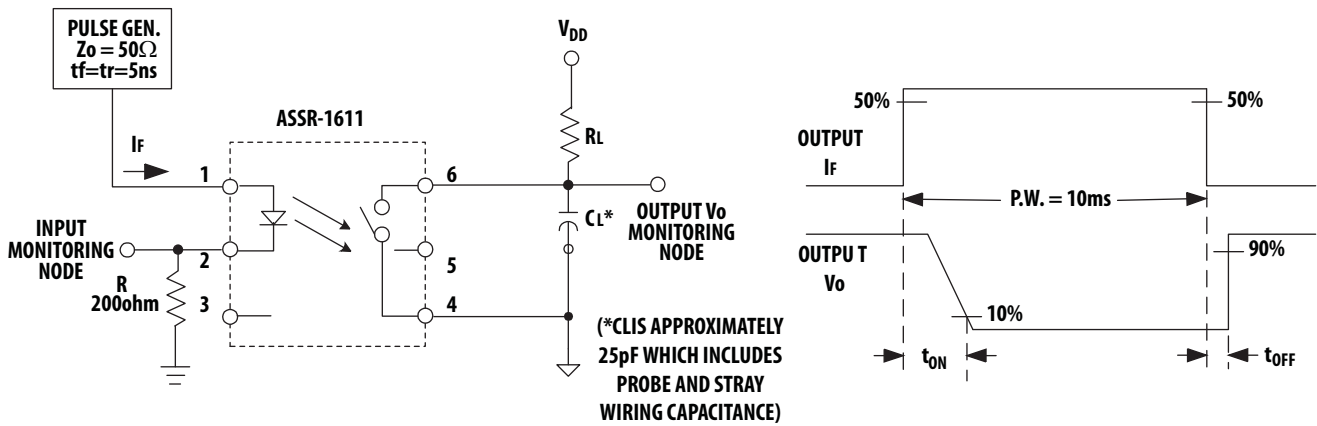 PULSE GEN.
Zo = 50Ω
tf=tr=5ns
VDD
ASSR-1611
RL
IF
1
6
INPUT
MONITORING
NODE
2
R
200ohm
3
CL*
OUTPUT Vo
MONITORING
NODE
5
4
(*CLIS APPROXIMATELY
25pF WHICH INCLUDES
PROBE AND STRAY
WIRING CAPACITANCE)
50%
50%
OUTPUT
IF
P.W. = 10ms
OUTPU T
Vo
90%
10%
tON
tOFF